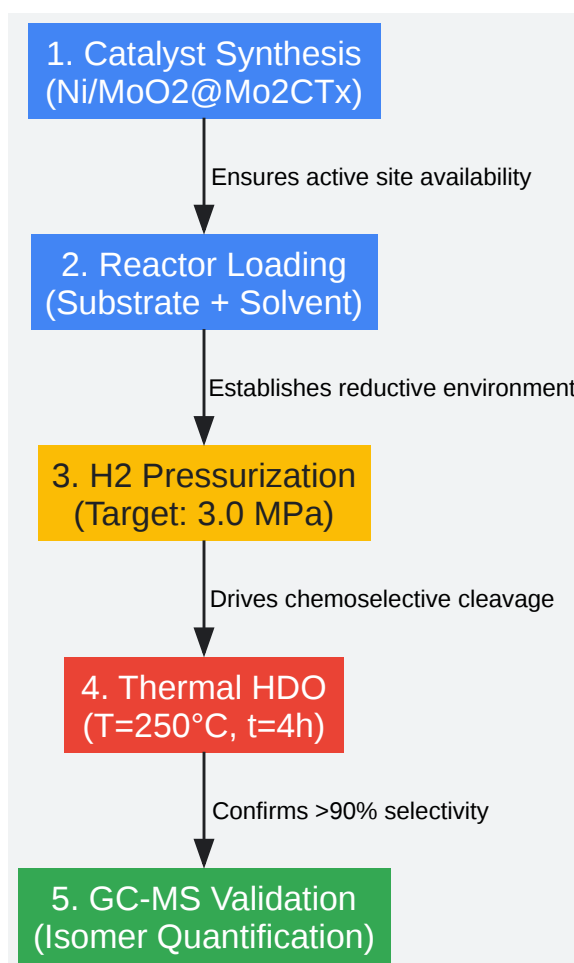 1. Catalyst Synthesis
(Ni/MoO2@Mo2CTx)
Ensures active site availability
2. Reactor Loading
(Substrate + Solvent)
Establishes reductive environment
3. H2 Pressurization
(Target: 3.0 MPa)
Drives chemoselective cleavage
4. Thermal HDO
(T=250°C, t=4h)
Confirms >90% selectivity
5. GC-MS Validation
(Isomer Quantification)